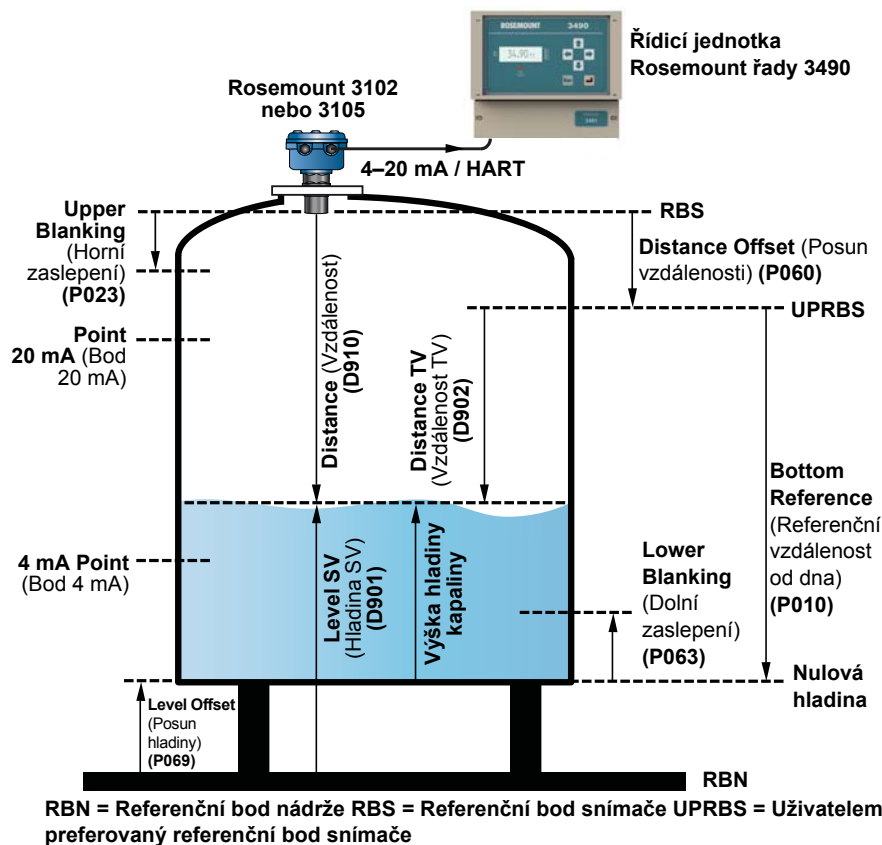 ROSEMOUNT
3490
34.90
Řídicí jednotka
Rosemount řady 3490
Rosemount 3102
nebo 3105
4–20 mA / HART
Upper
Blanking
(Horní
zaslepení)
(P023)
RBS
Distance Offset (Posun
vzdálenosti) (P060)
UPRBS
Point
20 mA (Bod
20 mA)
Distance (Vzdálenost)
(D910)
Distance TV
(Vzdálenost TV)
(D902)
Bottom
Reference
(Referenční
vzdálenost
od dna)
(P010)
4 mA Point
(Bod 4 mA)
Level SV
(Hladina SV)
(D901)
Výška hladiny
kapaliny
Lower
Blanking
(Dolní
zaslepení)
(P063)
Nulová
hladina
Level Offset
(Posun
hladiny)
(P069)
RBN
RBN = Referenční bod nádrže RBS = Referenční bod snímače UPRBS = Uživatelem
preferovaný referenční bod snímače